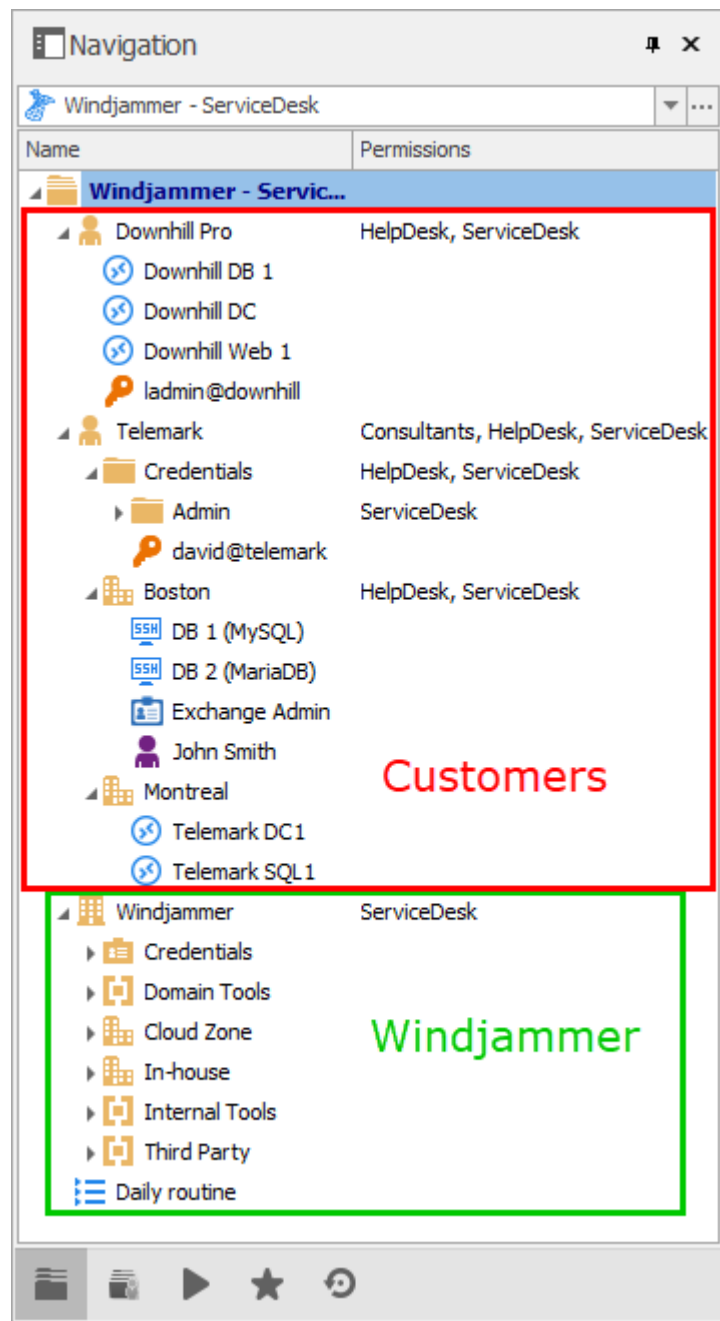 Navigation
Windjammer - ServiceDesk
Name Permissions
Windjammer - Servic...
Downhill Pro HelpDesk, ServiceDesk
Downhill DB 1
Downhill DC
Downhill Web 1
ladmin@downhill
Telemark Consultants, HelpDesk, ServiceDesk
Credentials HelpDesk, ServiceDesk
Admin ServiceDesk
david@telemark
Boston HelpDesk, ServiceDesk
SSH DB 1 (MySQL)
SSH DB 2 (MariaDB)
Exchange Admin
John Smith
Customers
Montreal
Telemark DC1
Telemark SQL1
Windjammer ServiceDesk
Credentials
Domain Tools
Cloud Zone
Windjammer
In-house
Internal Tools
Third Party
Daily routine